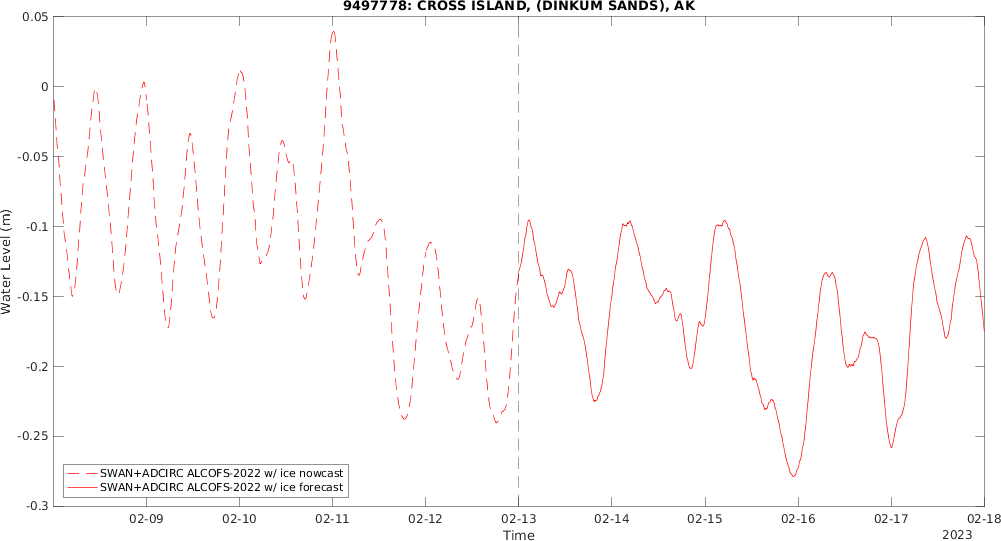 9497778: CROSS ISLAND, (DINKUM SANDS), AK
0.05
0
-0.05
-0.1
-0.15
-0.2
-0.25
-0.3
Water Level (m)
SWAN+ADCIRC ALCOFS-2022 w/ ice nowcast
SWAN+ADCIRC ALCOFS-2022 w/ ice forecast
02-09 02-10 02-11 02-12 02-13 02-14 02-15 02-16 02-17 02-18
Time
2023